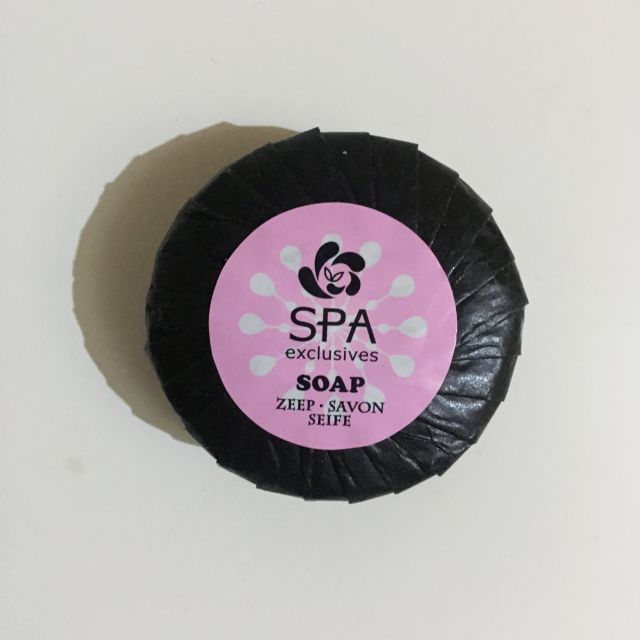 SPA
exclusives
SOAP
ZEEP · SAVON
SEIFE